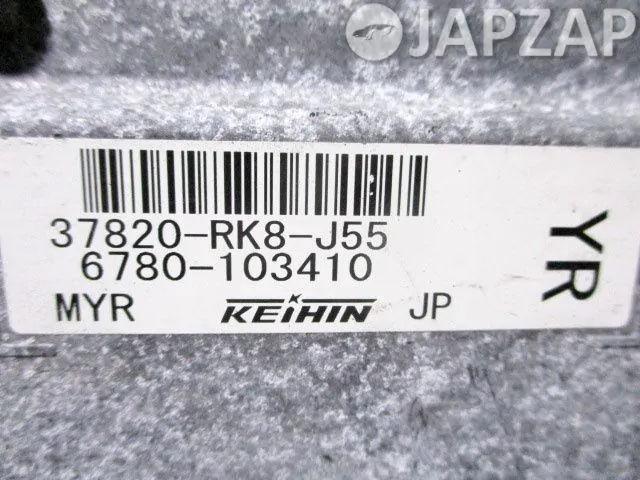 JAPZAP
37820-RK8-J55
6780-103410
MYR KEIHIN JP
YR